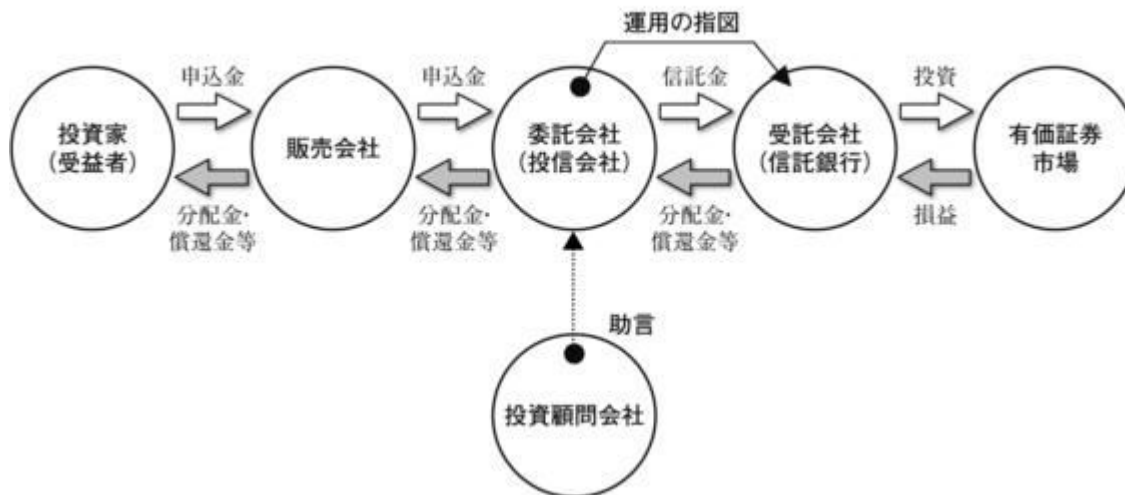 運用の指図
申込金
申込金
信託金
投資
投資家
（受益者）
販売会社
委託会社
（投信会社）
受託会社
（信託銀行）
有価証券
市場
分配金・
償還金等
分配金・
償還金等
分配金・
償還金等
損益
助言
投資顧問会社